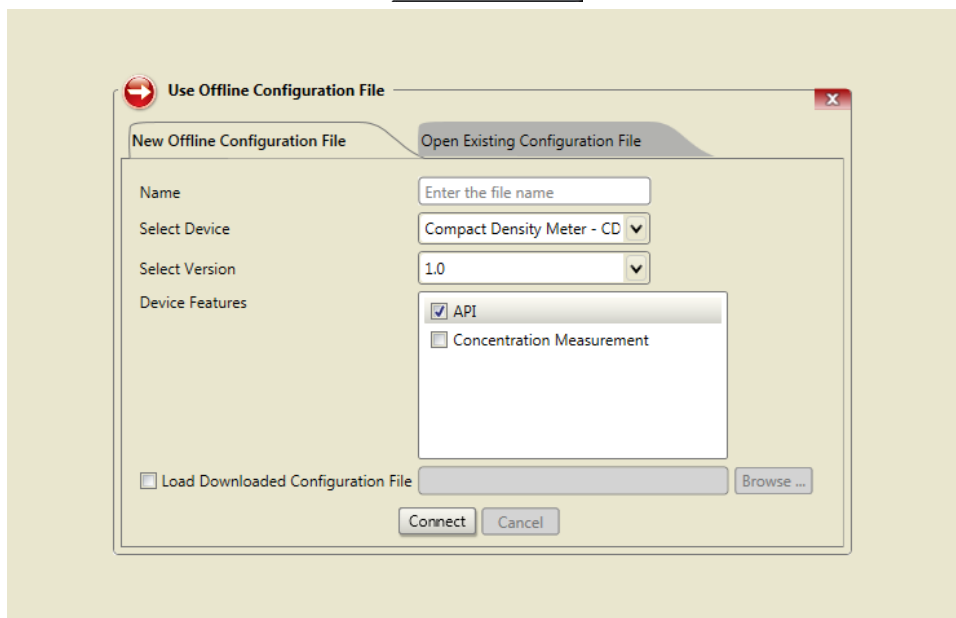 Use Offline Configuration File
x
New Offline Configuration File
Open Existing Configuration File
Name
Enter the file name
Select Device
Compact Density Meter - CD
Select Version
1.0
Device Features
API
Concentration Measurement
Load Downloaded Configuration File
Browse ...
Connect
Cancel